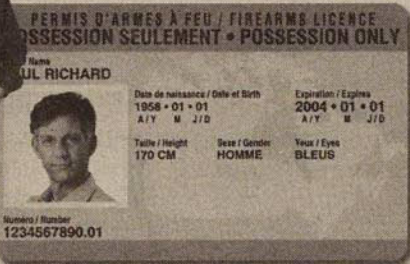 PERMIS D'ARMES À FEU / FIREARMS LICENCE
OSSESSION SEULEMENT • POSSESSION ONLY
Name
UL RICHARD
Date de naissance / Date of Birth
1958 • 01 • 01
A/Y M J/D
Expiration / Expires
2004 • 01 • 01
A/Y M J/D
Taille / Height
170 CM
Sexe / Gender
HOMME
Yeux / Eyes
BLEUS
Numéro / Number
1234567890.01